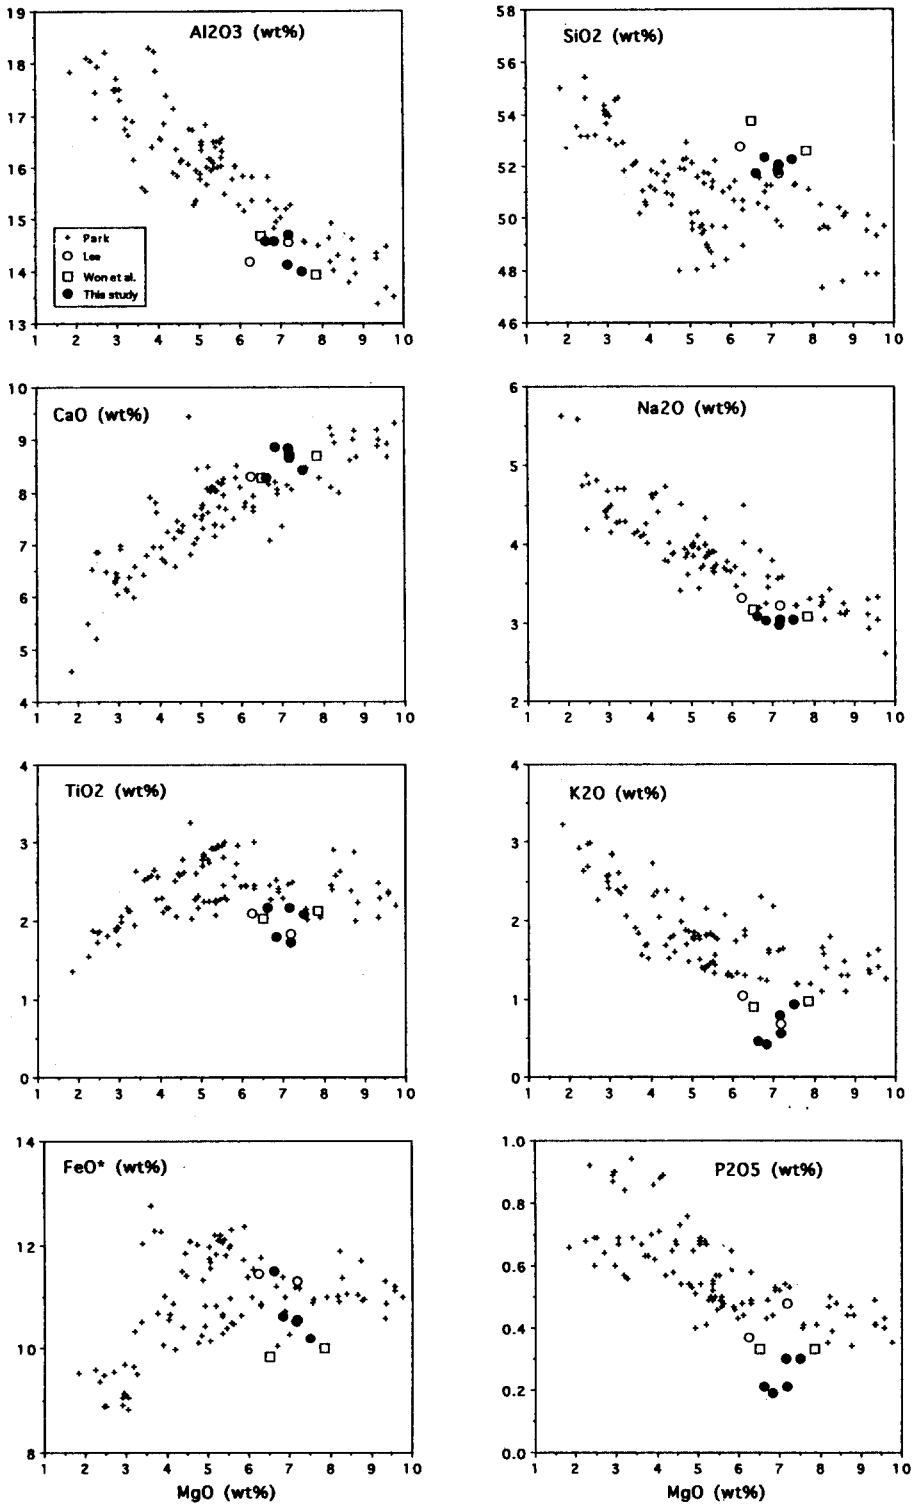 Al2O3 (wt%)
19
18
17
16
15
14
13
Park
Lee
Won et al.
This study
1 2 3 4 5 6 7 8 9 10
SiO2 (wt%)
58
56
54
52
50
48
46
1 2 3 4 5 6 7 8 9 10
CaO (wt%)
10
9
8
7
6
5
4
1 2 3 4 5 6 7 8 9 10
Na2O (wt%)
6
5
4
3
2
1 2 3 4 5 6 7 8 9 10
TiO2 (wt%)
4
3
2
1
0
1 2 3 4 5 6 7 8 9 10
K2O (wt%)
4
3
2
1
0
1 2 3 4 5 6 7 8 9 10
FeO* (wt%)
14
12
10
8
1 2 3 4 5 6 7 8 9 10
MgO (wt%)
P2O5 (wt%)
1.0
0.8
0.6
0.4
0.2
0.0
1 2 3 4 5 6 7 8 9 10
MgO (wt%)